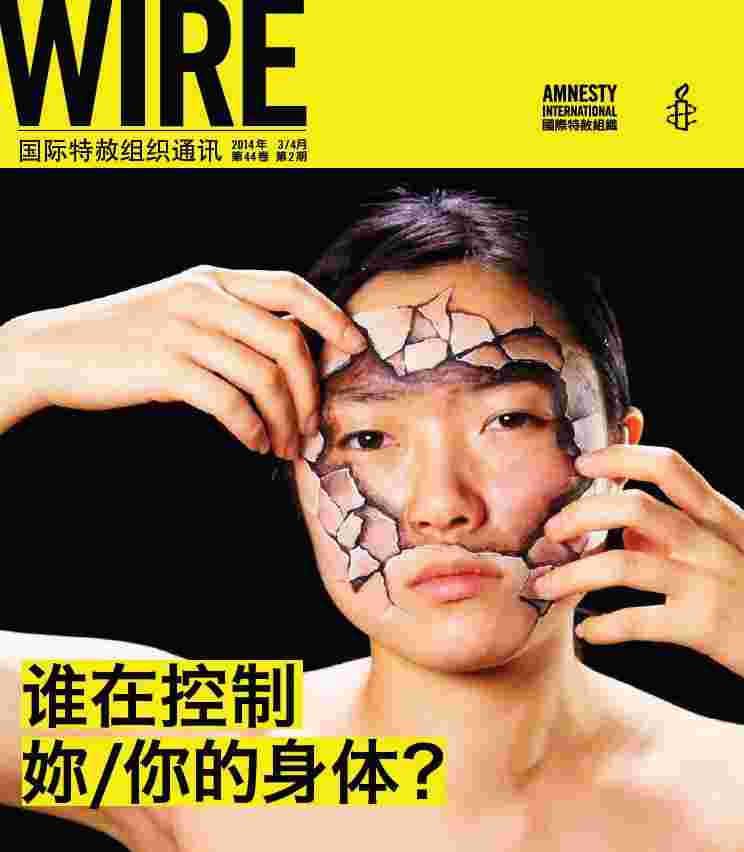 WIRE
国际特赦组织通讯
2014年 3/4月
第44卷 第2期
AMNESTY
INTERNATIONAL
國際特赦組織
谁在控制
妳/你的身体?